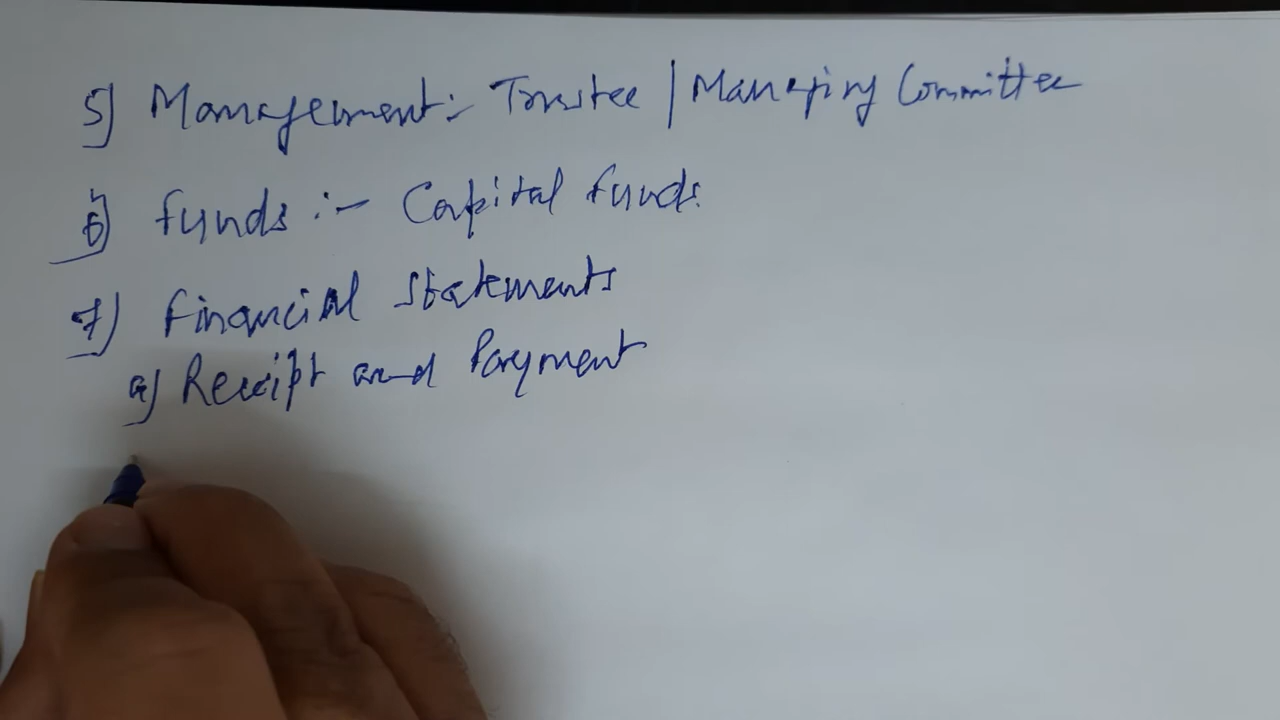 5) Management:- Trustee | Managing Committee
6) funds :- Capital funds.
7) Financial Statements
a) Receipt and Payment